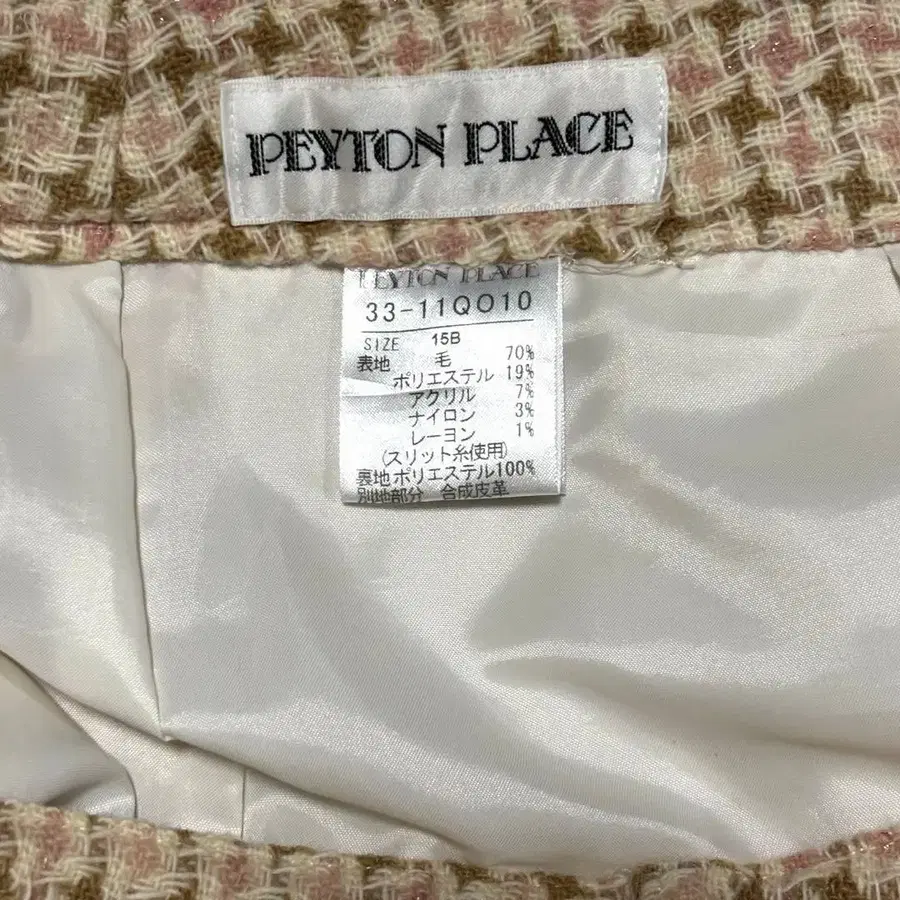 PEYTON PLACE
PEYTON PLACE
33-11QO10
SIZE 15B
表地 毛 70%
ポリエステル 19%
アクリル 7%
ナイロン 3%
レーヨン 1%
(スリット糸使用)
裏地 ポリエステル100%
別地部分 合成皮革